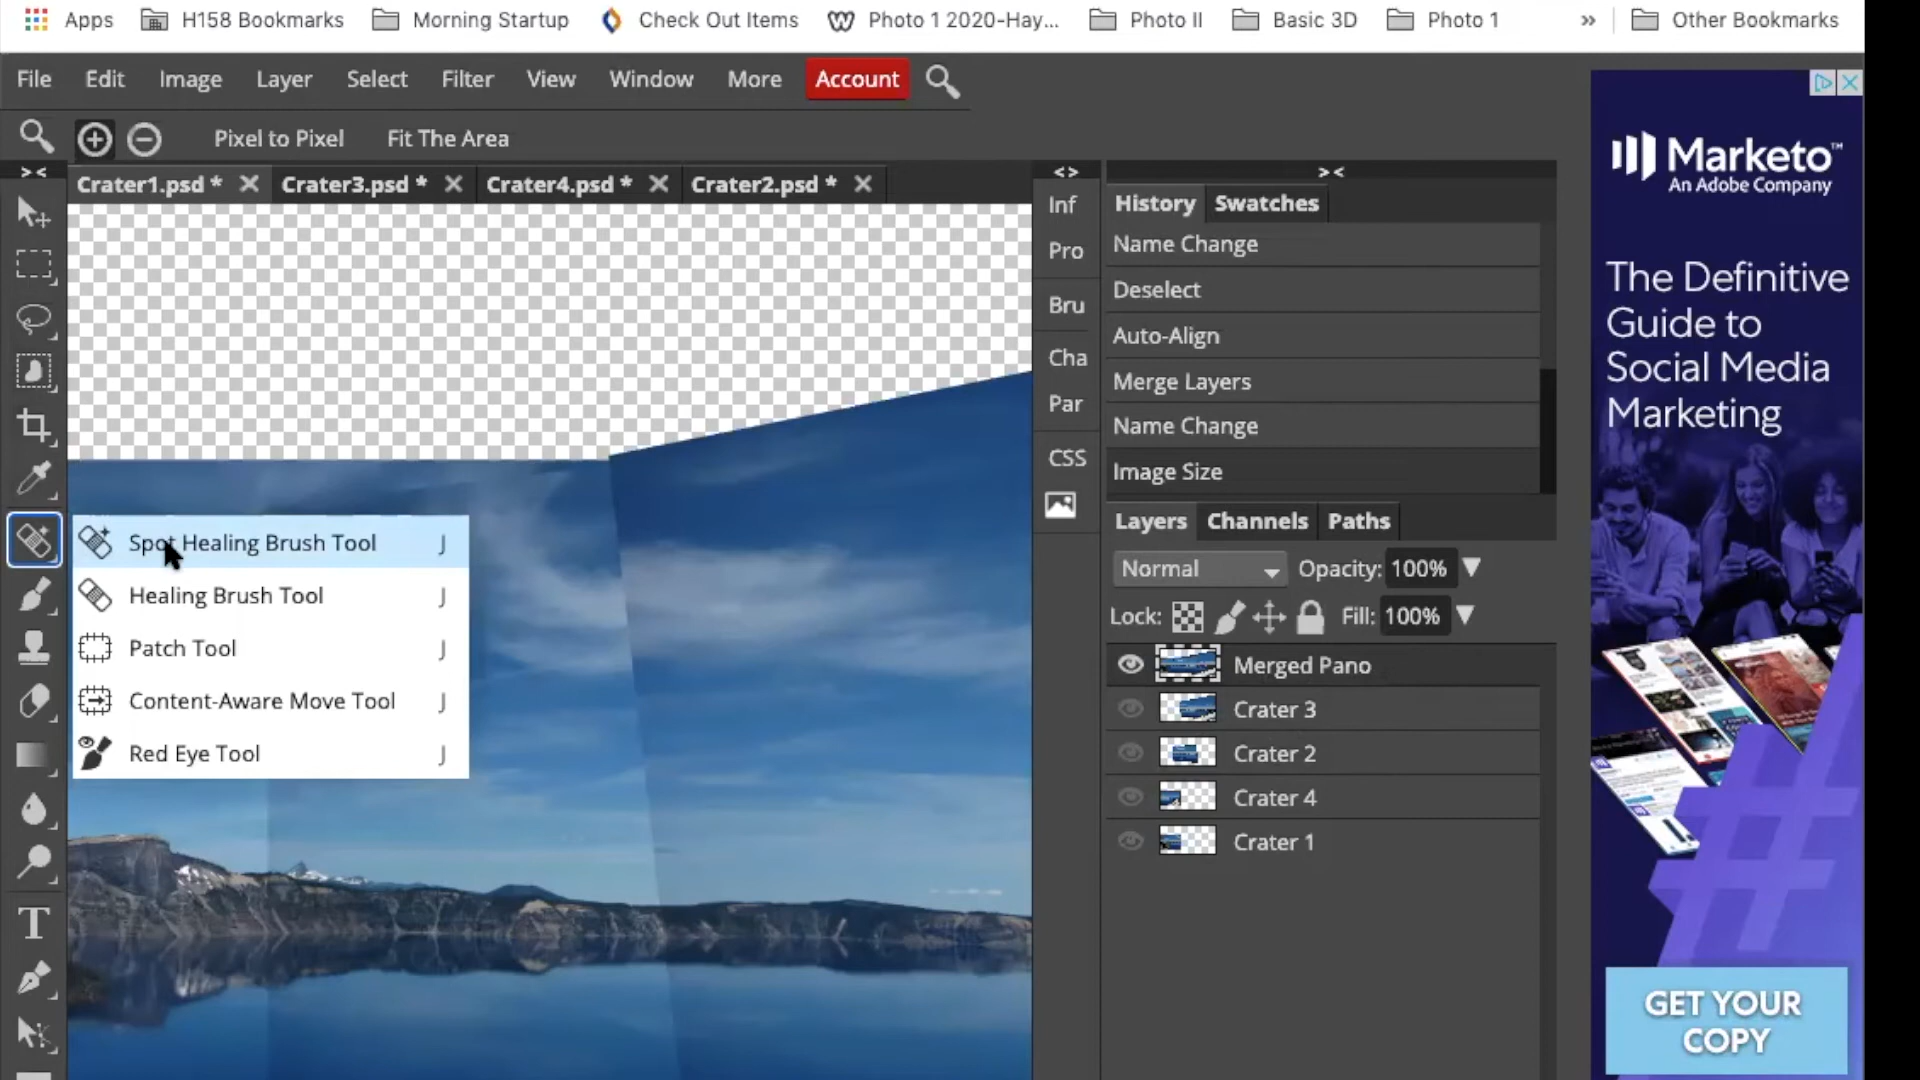 Apps H158 Bookmarks Morning Startup Check Out Items Photo 1 2020-Hay... Photo II Basic 3D Photo 1 » Other Bookmarks
File Edit Image Layer Select Filter View Window More Account
Pixel to Pixel Fit The Area
Crater1.psd * Crater3.psd * Crater4.psd * Crater2.psd *
Spot Healing Brush Tool J
Healing Brush Tool J
Patch Tool J
Content-Aware Move Tool J
Red Eye Tool J
T
Inf
Pro
Bru
Cha
Par
CSS
History Swatches
Name Change
Deselect
Auto-Align
Merge Layers
Name Change
Image Size
Layers Channels Paths
Normal Opacity: 100%
Lock: Fill: 100%
Merged Pano
Crater 3
Crater 2
Crater 4
Crater 1
Marketo™
An Adobe Company
The Definitive
Guide to
Social Media
Marketing
#
GET YOUR
COPY